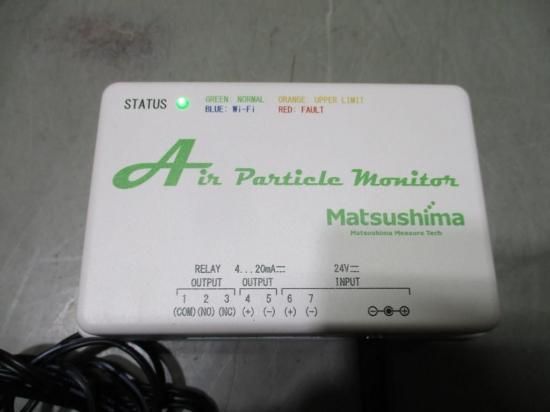 STATUS GREEN: NORMAL ORANGE: UPPER LIMIT
BLUE: Wi-Fi RED: FAULT
Air Particle Monitor
Matsushima
Matsushima Measure Tech
RELAY 4...20mA⎓ 24V⎓
OUTPUT OUTPUT INPUT
1 2 3 4 5 6 7
(COM) (NO) (NC) (+) (-) (+) (-)